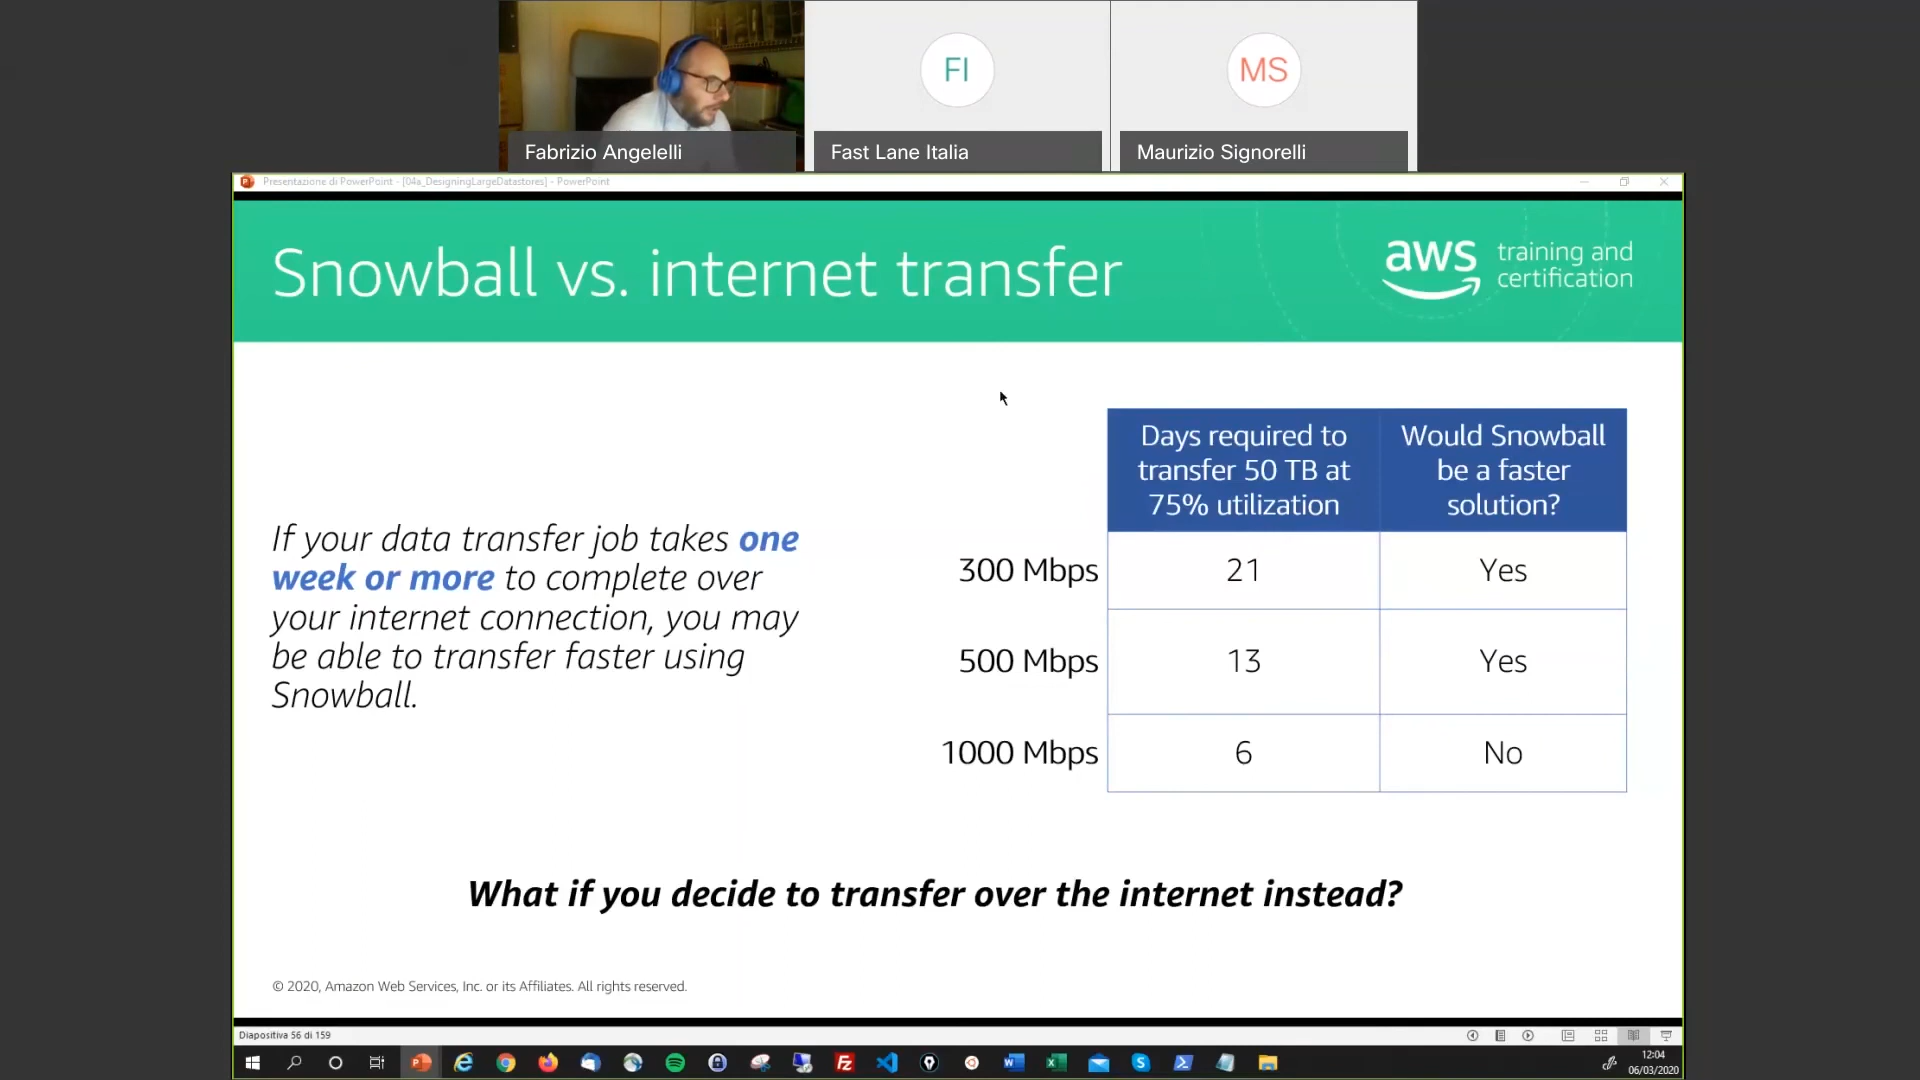 FI
MS
Fabrizio Angelelli
Fast Lane Italia
Maurizio Signorelli
Presentazione di PowerPoint - [04a_DesigningLargeDatastores] - PowerPoint
Snowball vs. internet transfer
aws
training and
certification
If your data transfer job takes one
week or more to complete over
your internet connection, you may
be able to transfer faster using
Snowball.
Days required to
transfer 50 TB at
75% utilization
Would Snowball
be a faster
solution?
300 Mbps 21 Yes
500 Mbps 13 Yes
1000 Mbps 6 No
What if you decide to transfer over the internet instead?
© 2020, Amazon Web Services, Inc. or its Affiliates. All rights reserved.
Diapositiva 56 di 159
12:04
06/03/2020